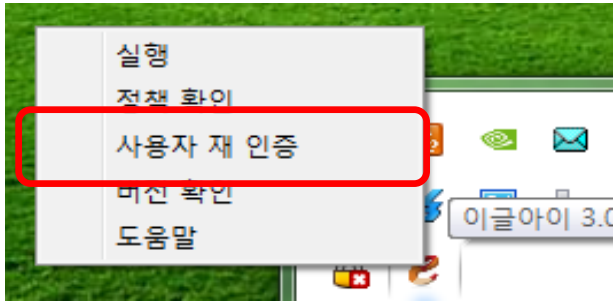 실행
정책 확인
사용자 재 인증
버전 확인
도움말
이글아이 3.0